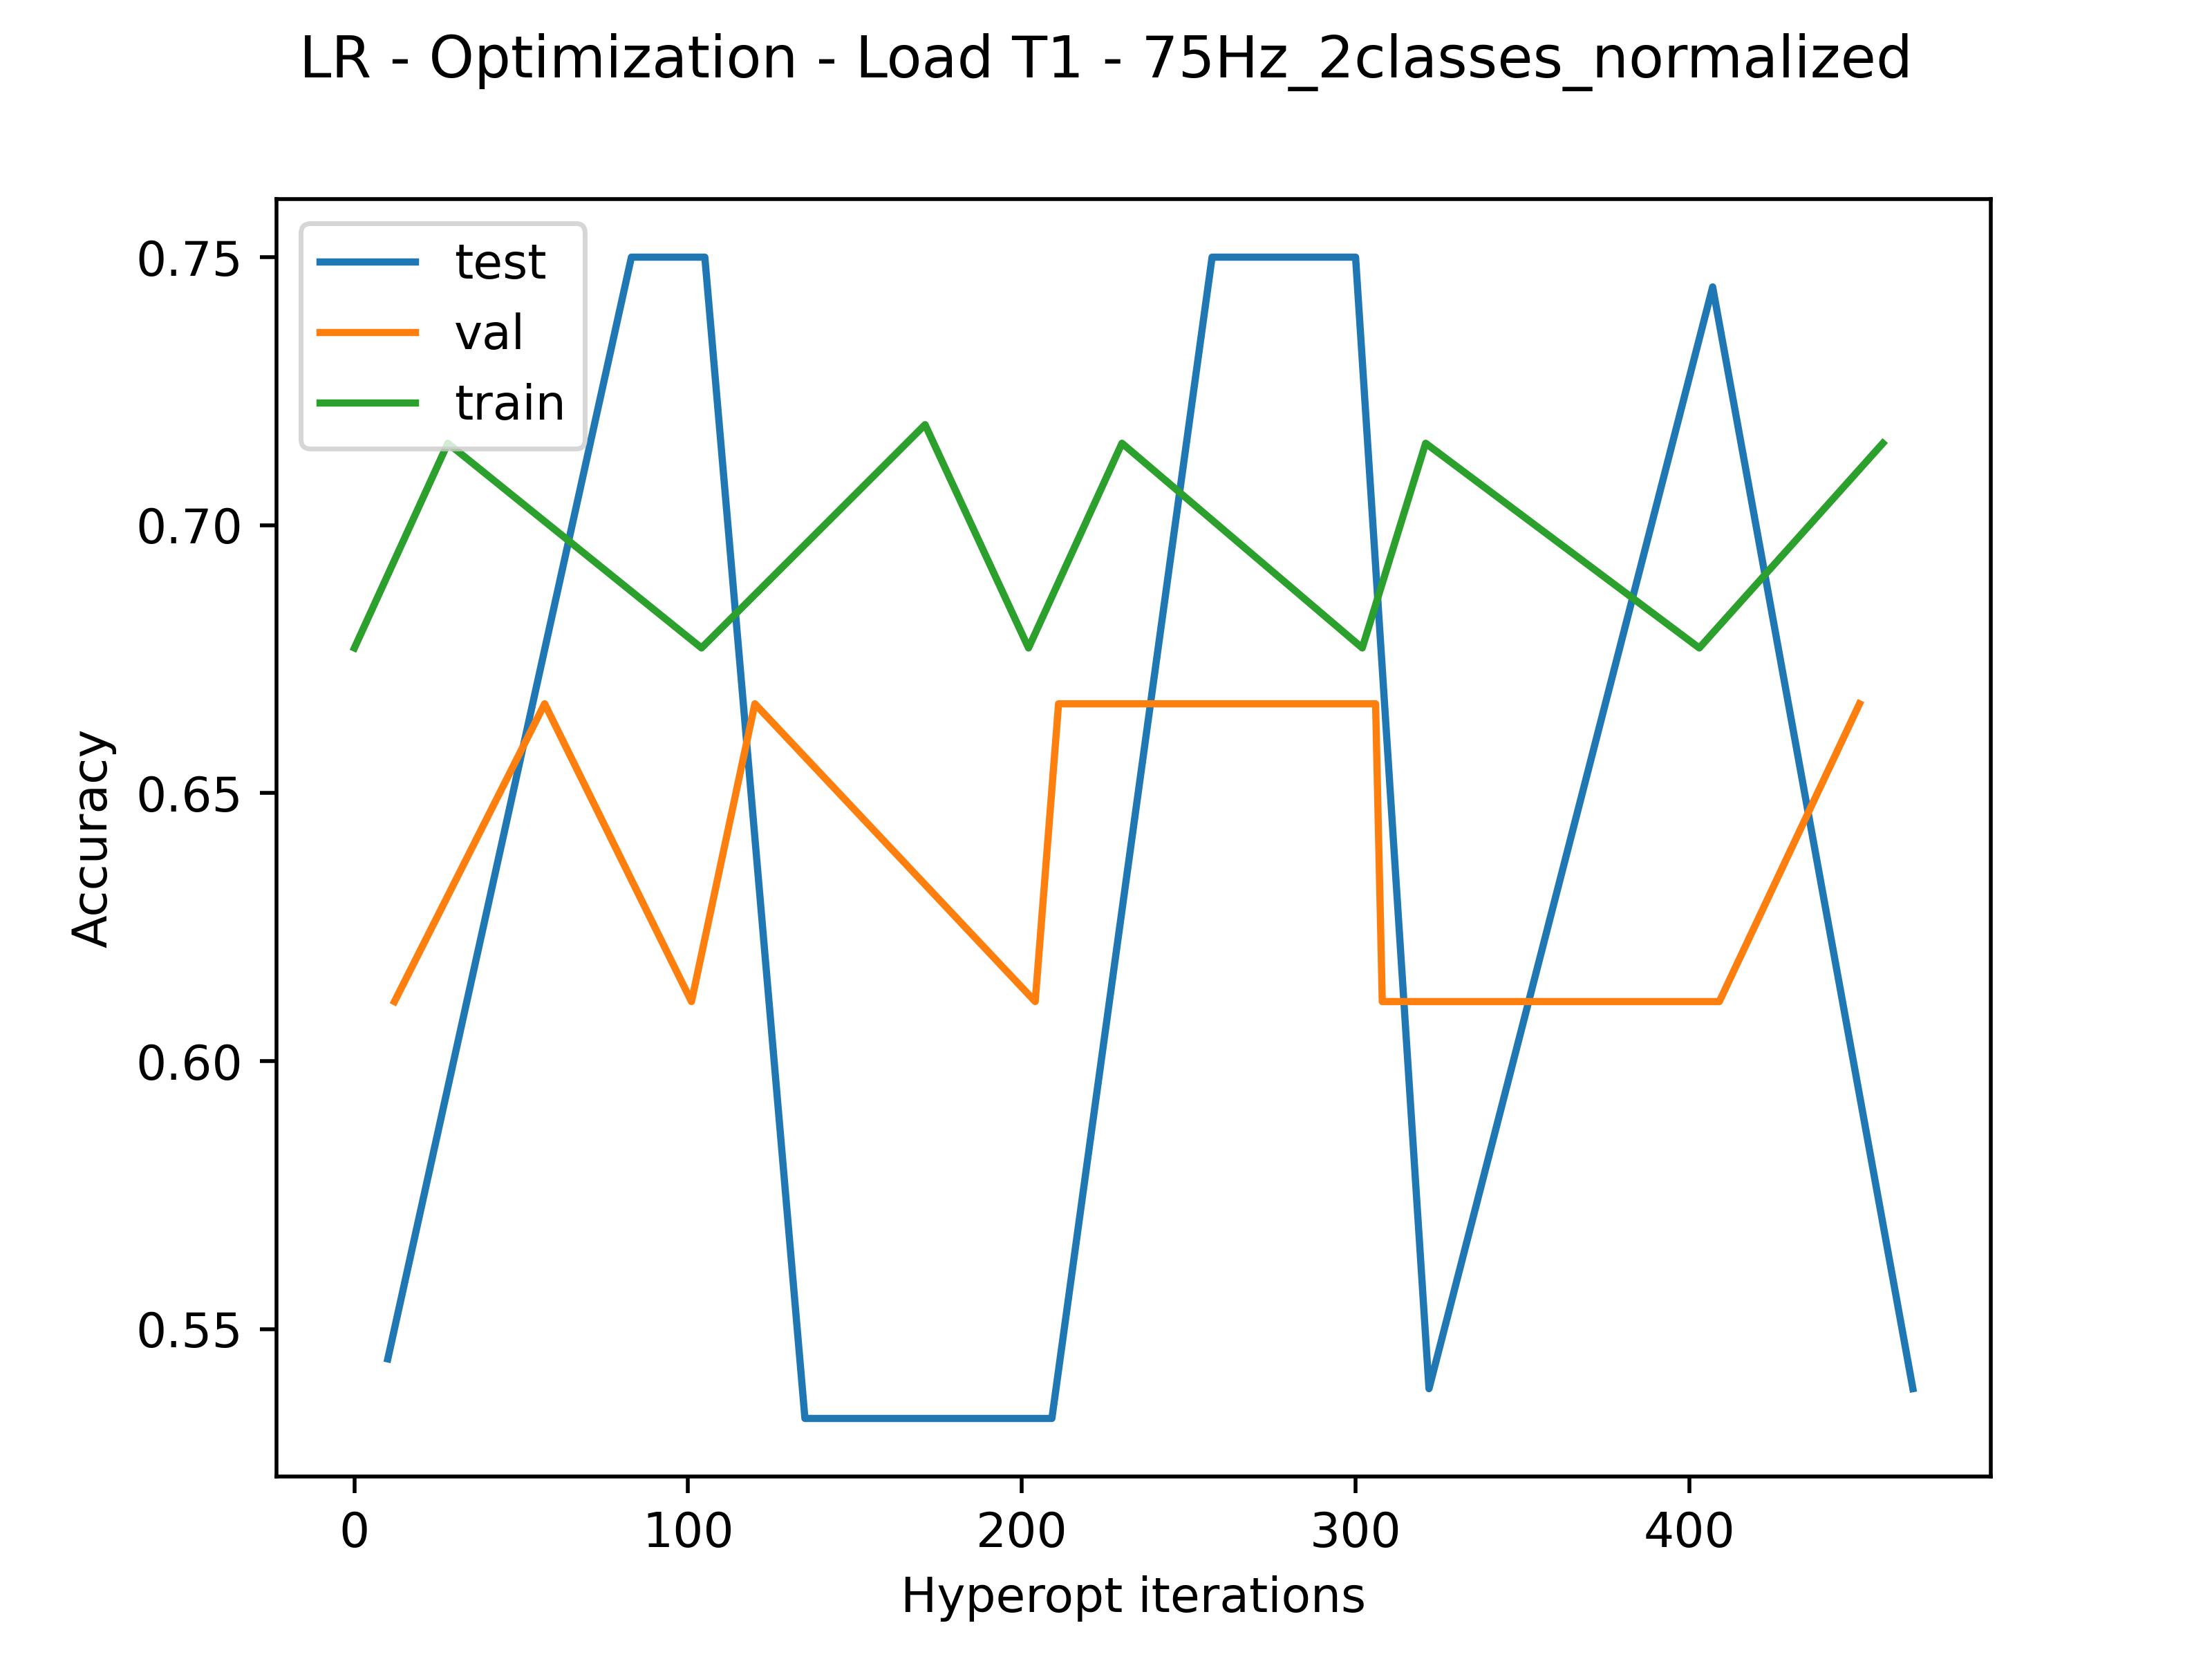 LR - Optimization - Load T1 - 75Hz_2classes_normalized
test
val
train
0.75
0.70
0.65
0.60
0.55
Accuracy
0 100 200 300 400
Hyperopt iterations